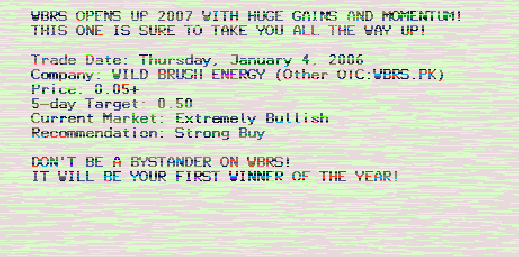 WBRS OPENS UP 2007 WITH HUGE GAINS AND MOMENTUM!
THIS ONE IS SURE TO TAKE YOU ALL THE WAY UP!
Trade Date: Thursday, January 4, 2006
Company: WILD BRUSH ENERGY (Other OTC:WBRS.PK)
Price: 0.05+
5-day Target: 0.50
Current Market: Extremely Bullish
Recommendation: Strong Buy
DON'T BE A BYSTANDER ON WBRS!
IT WILL BE YOUR FIRST WINNER OF THE YEAR!